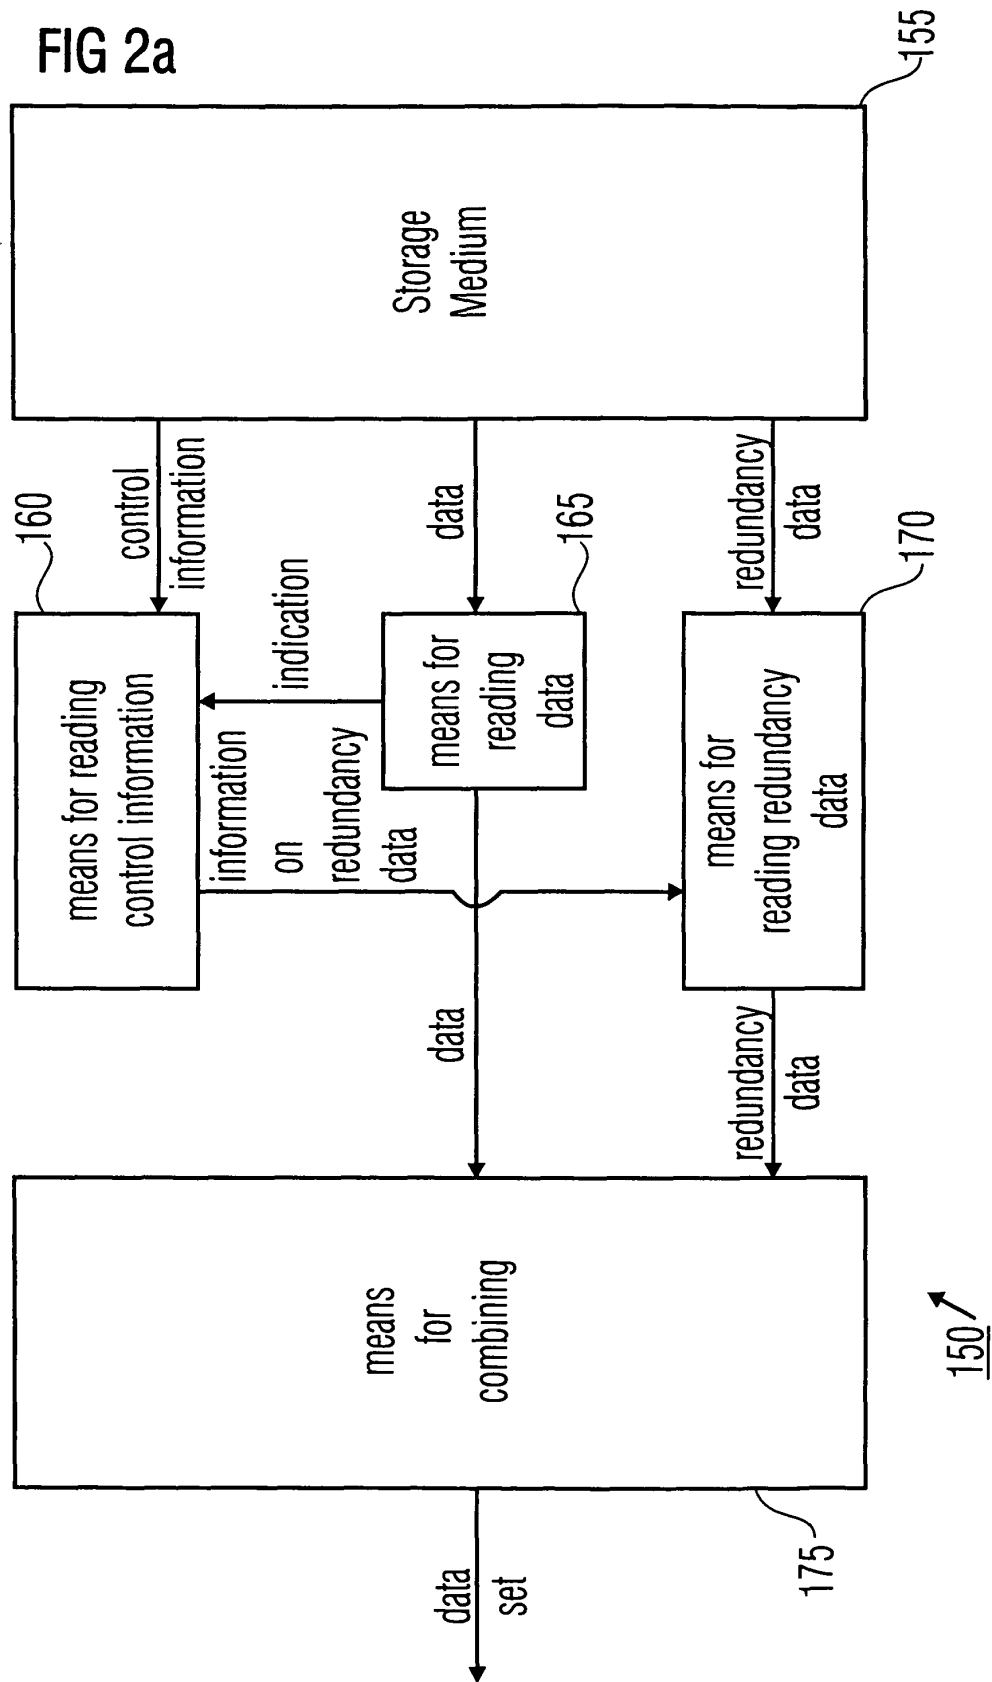 FIG 2a
155
Storage
Medium
control
information
data
redundancy
data
160
165
170
indication
means for reading
control information
means for
reading
data
means for
reading redundancy
data
information
on
redundancy
data
data
redundancy
data
means
for
combining
150
175
data
set